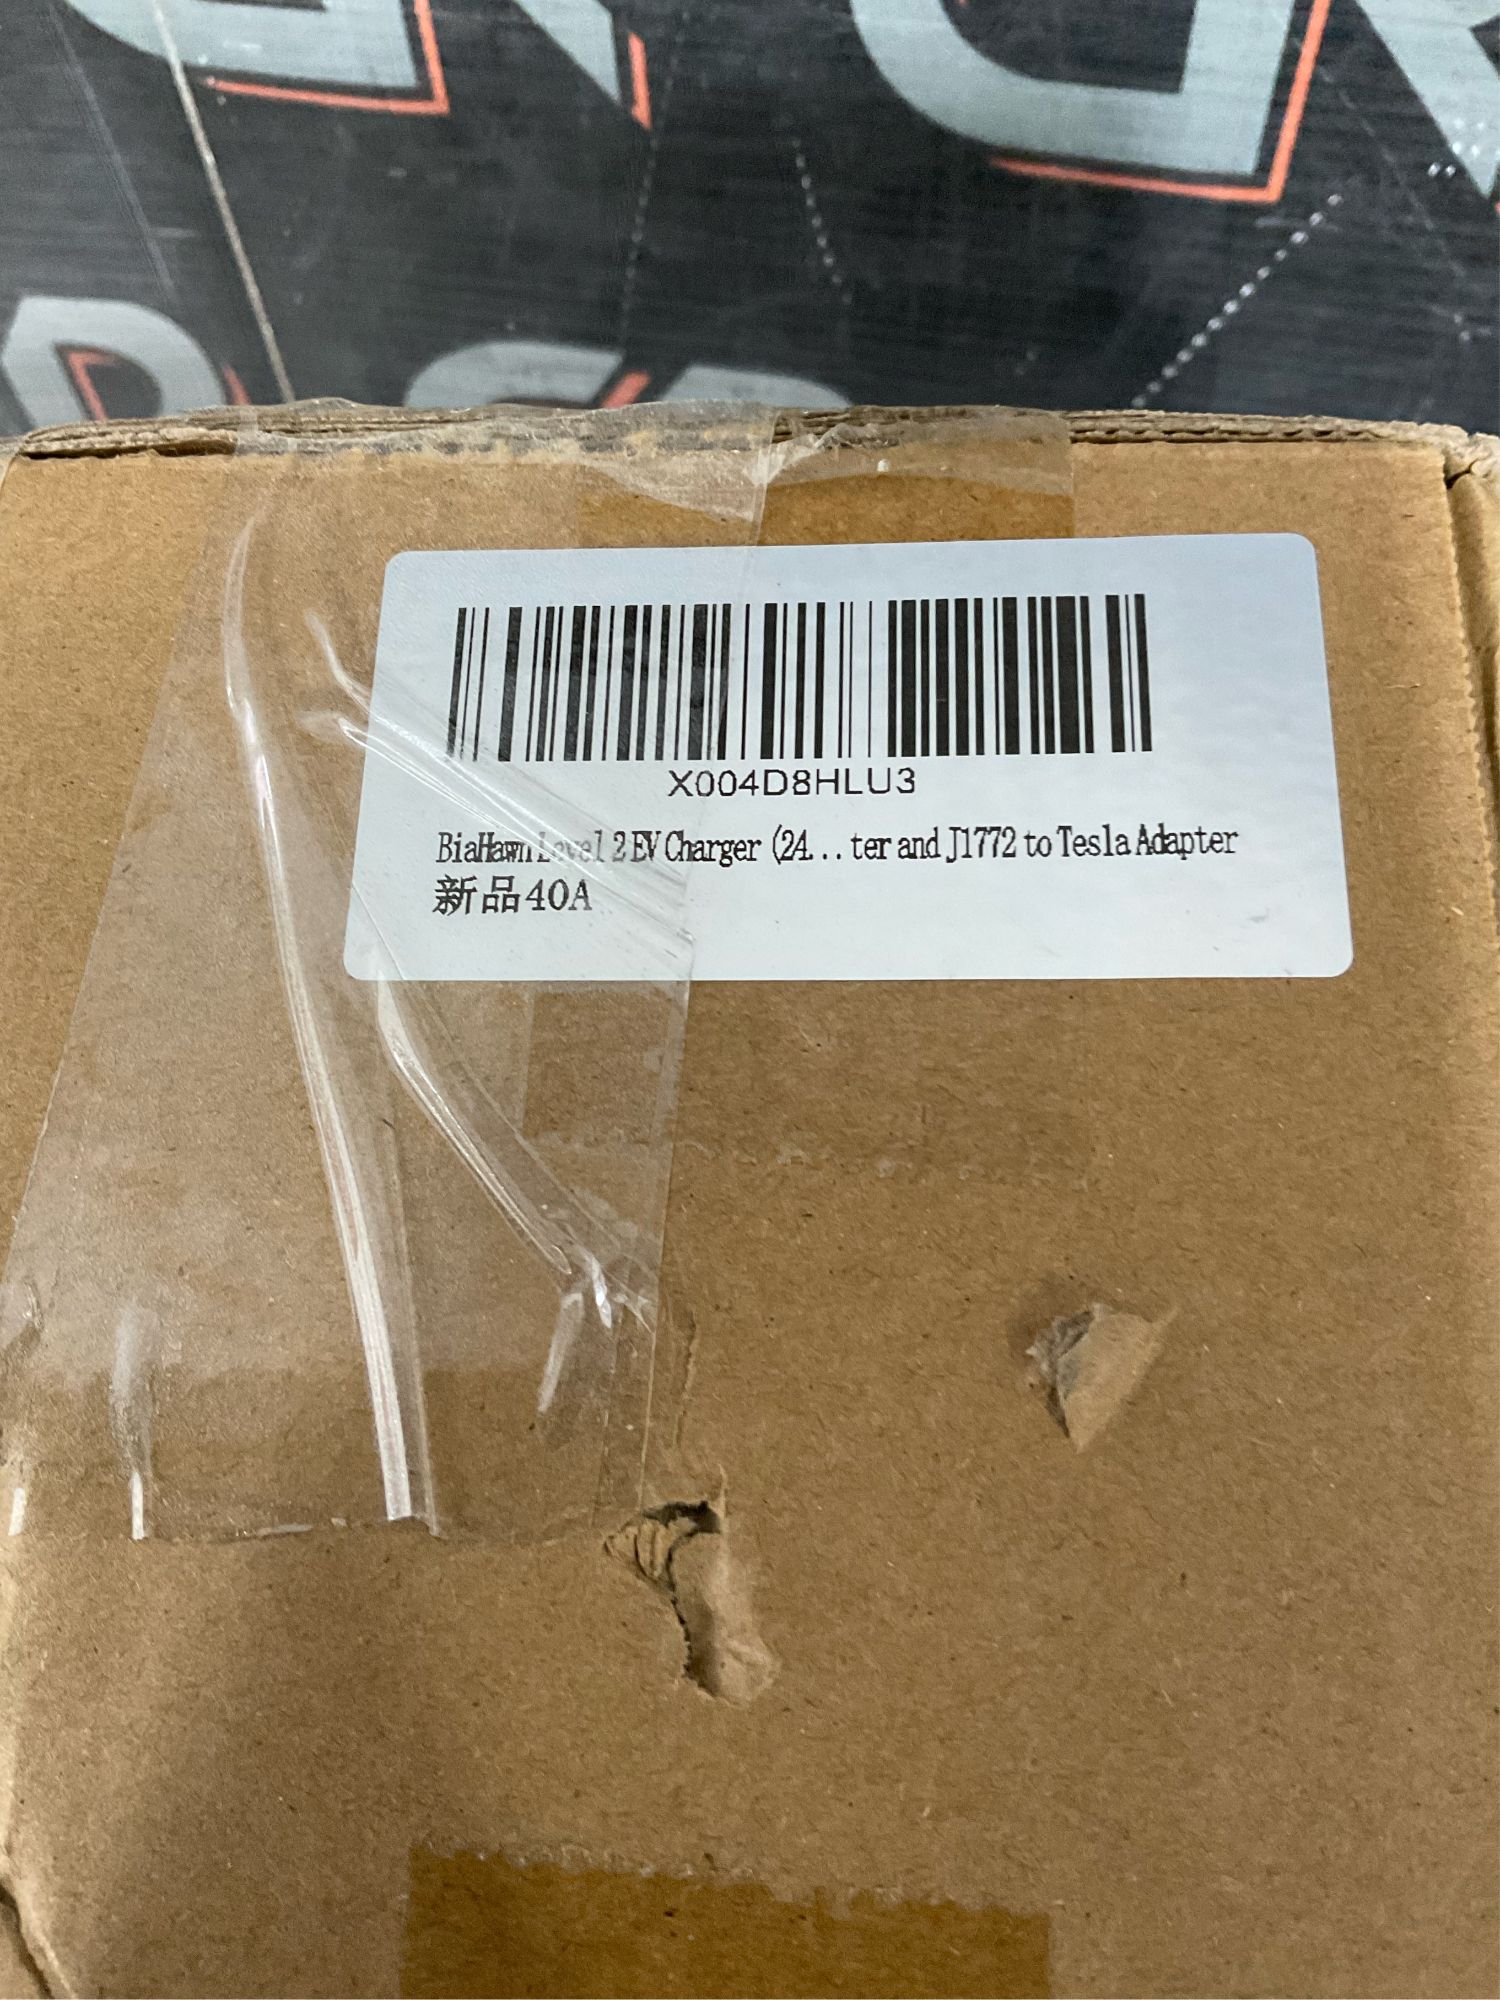 X004D8HLU3
BiaHawn Level 2 EV Charger (24... ter and J1772 to Tesla Adapter
新品40A